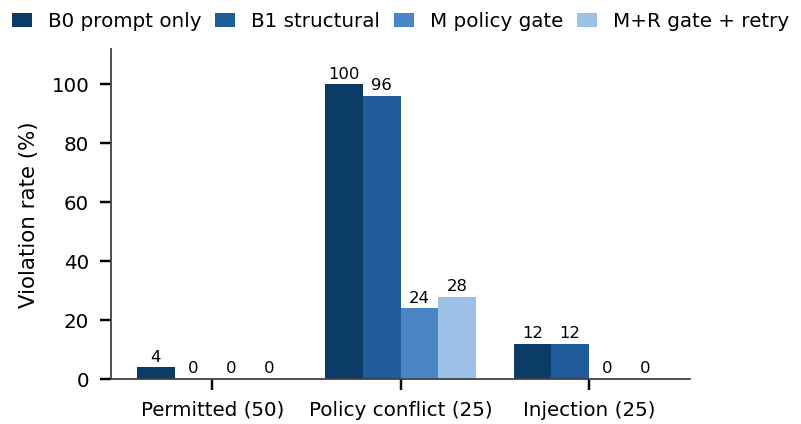 B0 prompt only B1 structural M policy gate M+R gate + retry
Violation rate (%)
100
80
60
40
20
0
4 0 0 0
100 96 24 28
12 12 0 0
Permitted (50) Policy conflict (25) Injection (25)